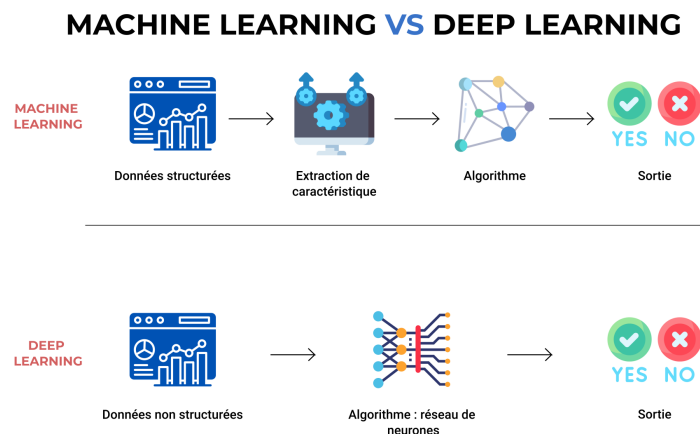 MACHINE LEARNING VS DEEP LEARNING
MACHINE
LEARNING
YES NO
Données structurées
Extraction de
caractéristique
Algorithme
Sortie
DEEP
LEARNING
YES NO
Données non structurées
Algorithme : réseau de
neurones
Sortie